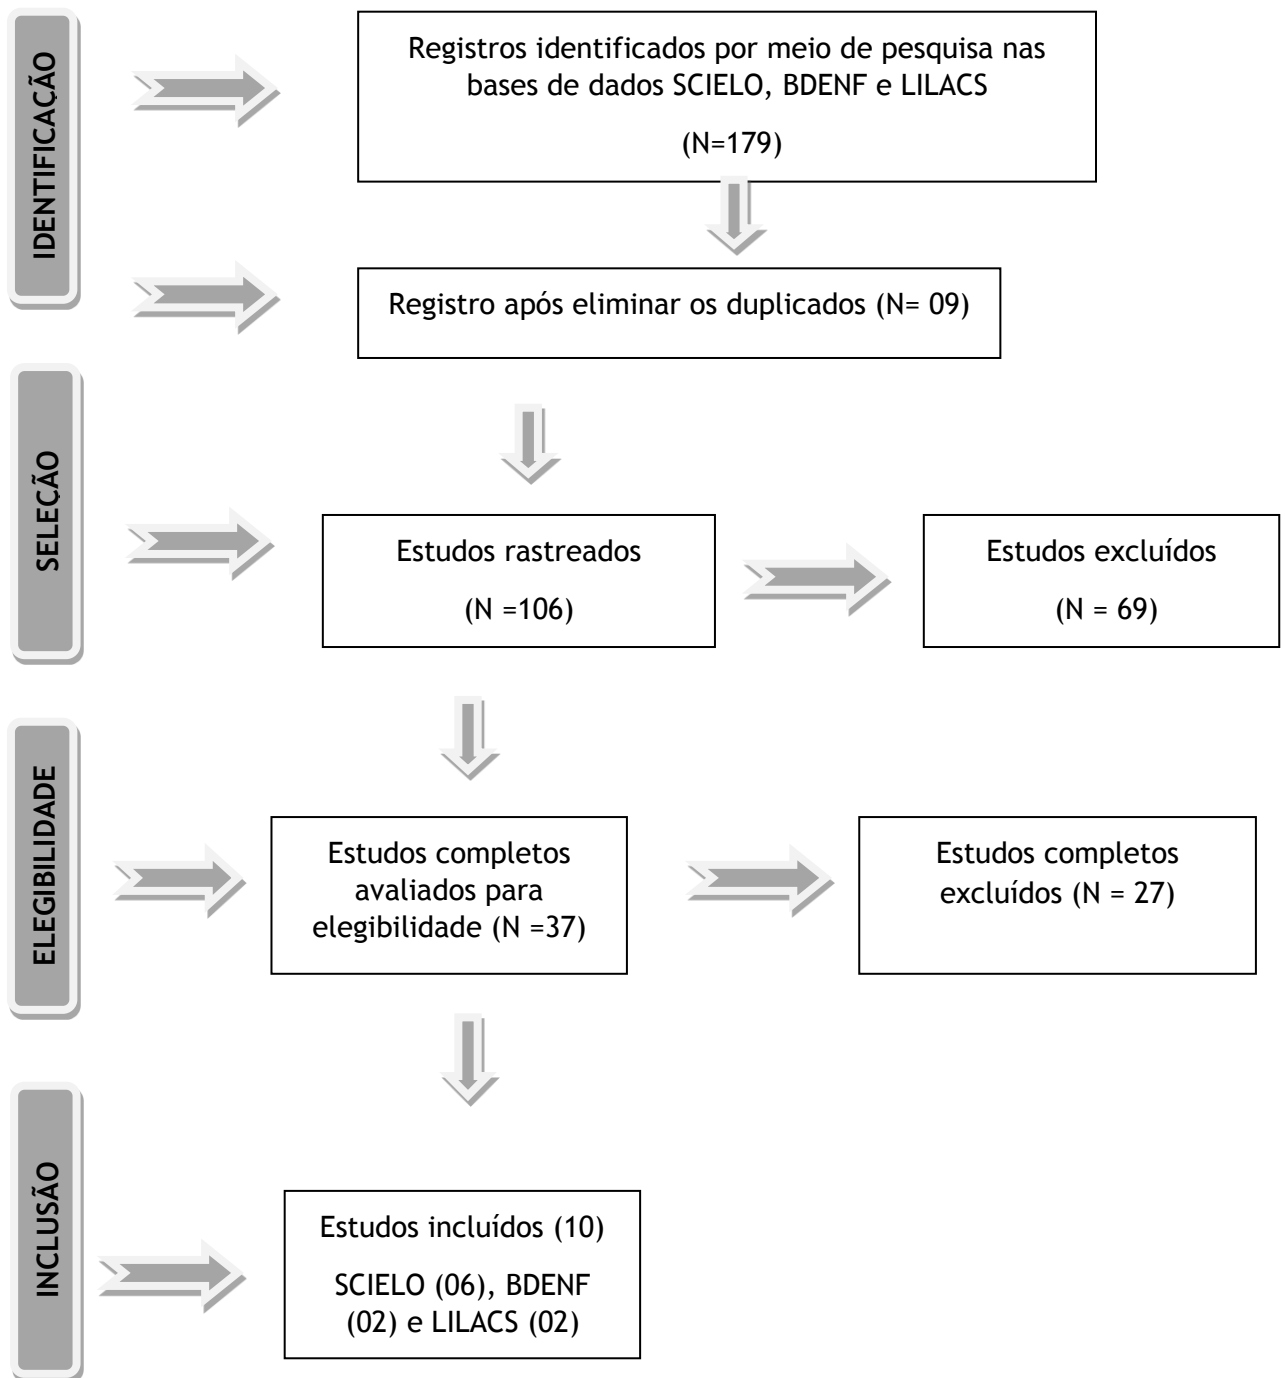 IDENTIFICAÇÃO
Registros identificados por meio de pesquisa nas
bases de dados SCIELO, BDENF e LILACS
(N=179)
Registro após eliminar os duplicados (N= 09)
SELEÇÃO
Estudos rastreados
(N =106)
Estudos excluídos
(N = 69)
ELEGIBILIDADE
Estudos completos
avaliados para
elegibilidade (N =37)
Estudos completos
excluídos (N = 27)
INCLUSÃO
Estudos incluídos (10)
SCIELO (06), BDENF
(02) e LILACS (02)